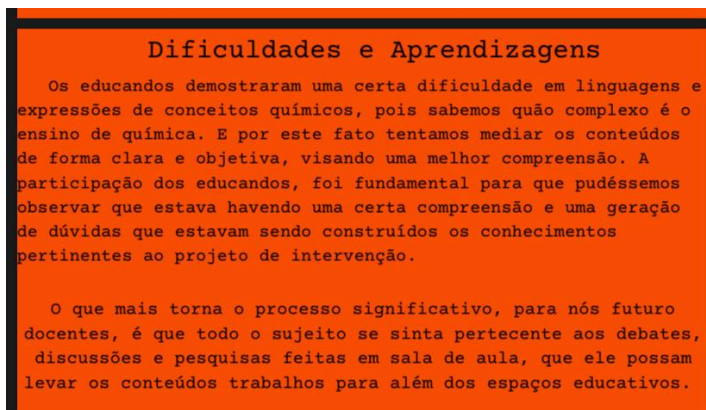 Dificuldades e Aprendizagens
Os educandos demostraram uma certa dificuldade em linguagens e
expressões de conceitos químicos, pois sabemos quão complexo é o
ensino de química. E por este fato tentamos mediar os conteúdos
de forma clara e objetiva, visando uma melhor compreensão. A
participação dos educandos, foi fundamental para que pudéssemos
observar que estava havendo uma certa compreensão e uma geração
de dúvidas que estavam sendo construídos os conhecimentos
pertinentes ao projeto de intervenção.
O que mais torna o processo significativo, para nós futuro
docentes, é que todo o sujeito se sinta pertecente aos debates,
discussões e pesquisas feitas em sala de aula, que ele possam
levar os conteúdos trabalhos para além dos espaços educativos.